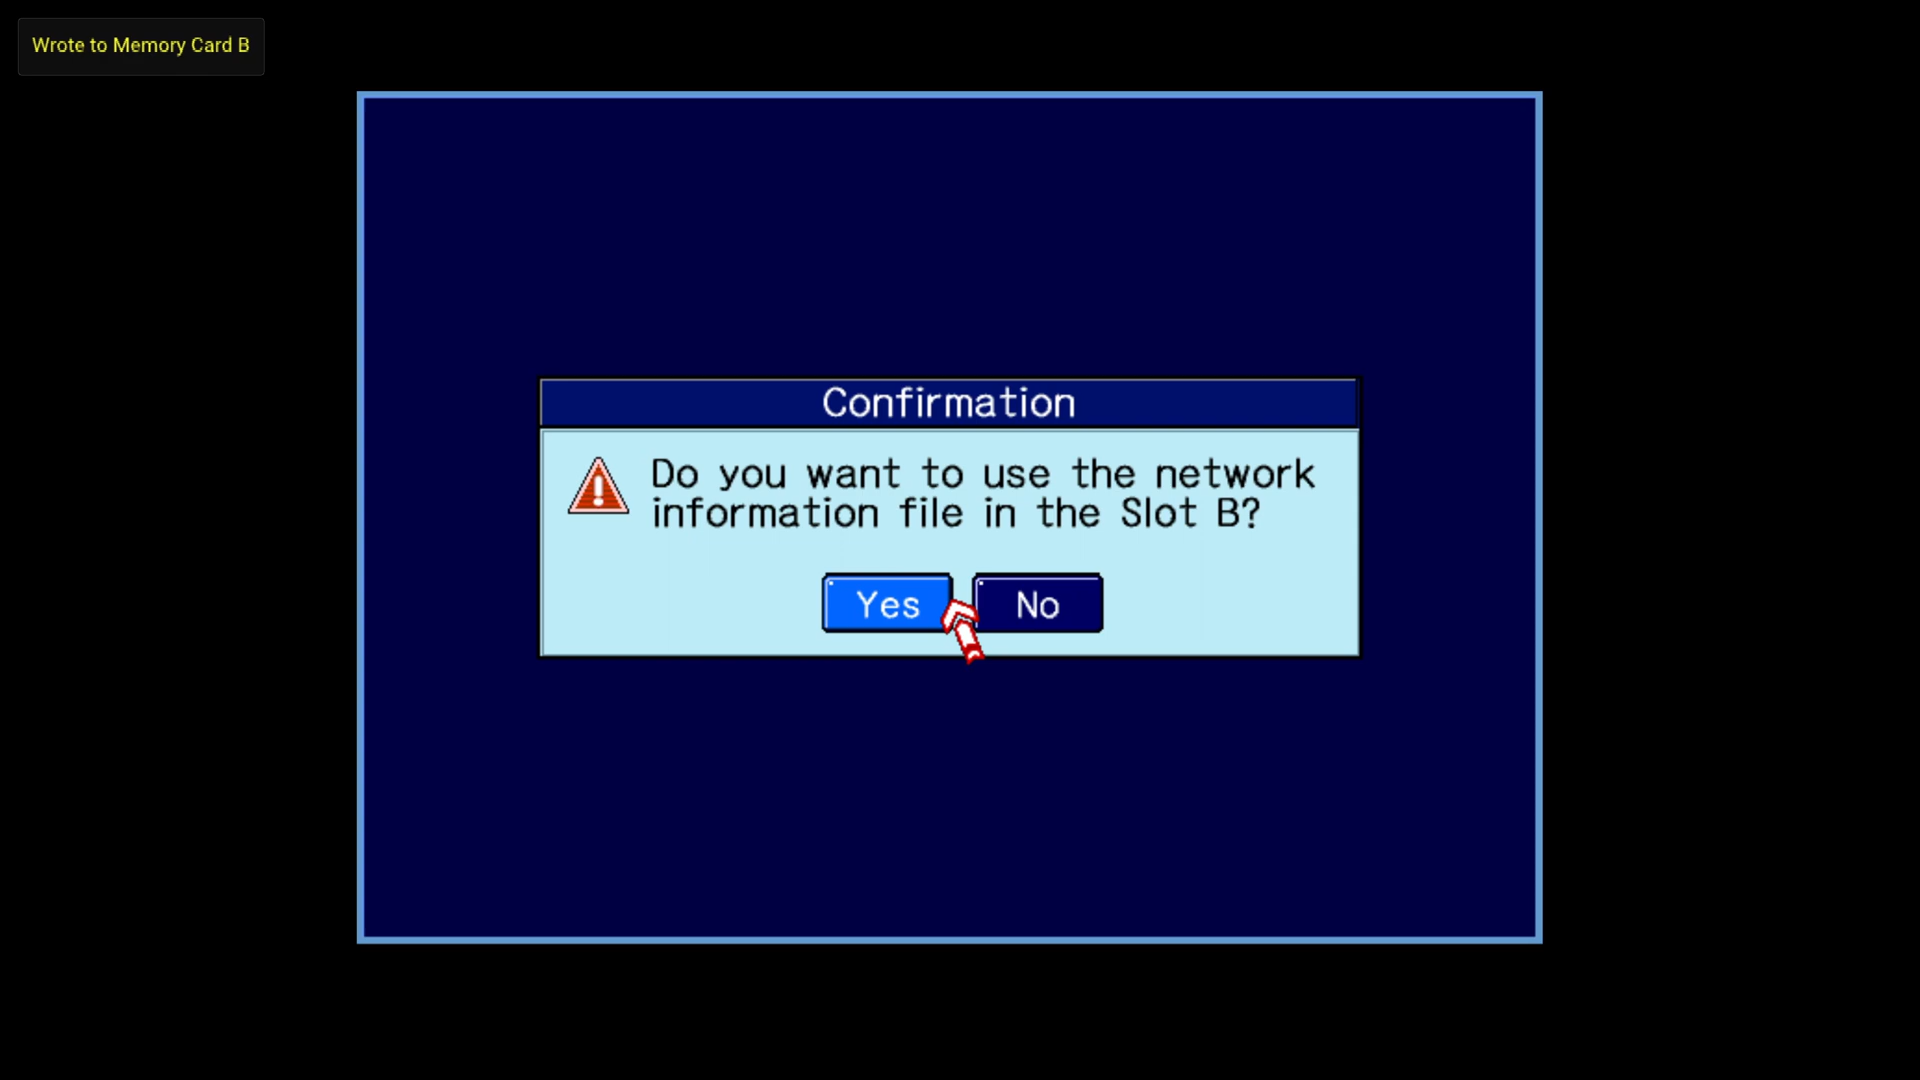 Wrote to Memory Card B
Confirmation
Do you want to use the network
information file in the Slot B?
Yes
No